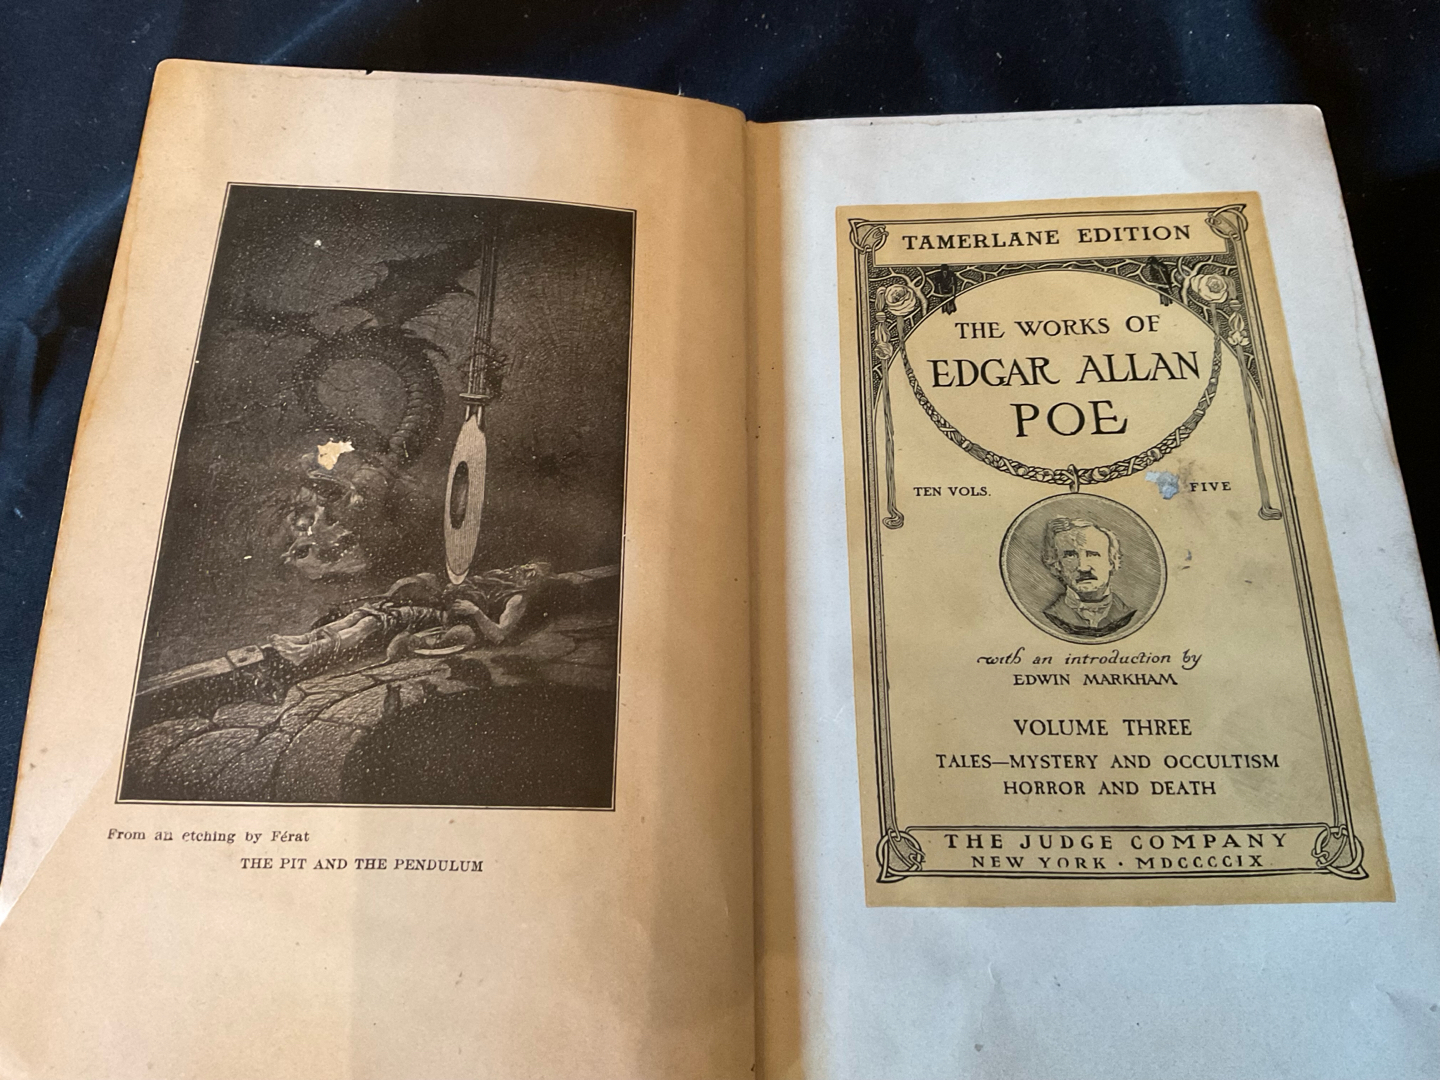 From an etching by Férat
THE PIT AND THE PENDULUM
TAMERLANE EDITION
THE WORKS OF
EDGAR ALLAN
POE
TEN VOLS. FIVE
with an introduction by
EDWIN MARKHAM
VOLUME THREE
TALES—MYSTERY AND OCCULTISM
HORROR AND DEATH
THE JUDGE COMPANY
NEW YORK · MDCCCCIX